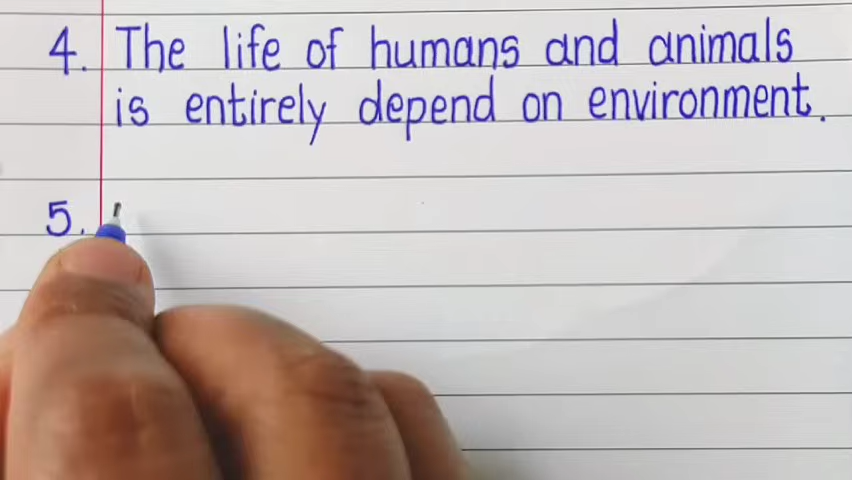 4. The life of humans and animals
is entirely depend on environment.
5.